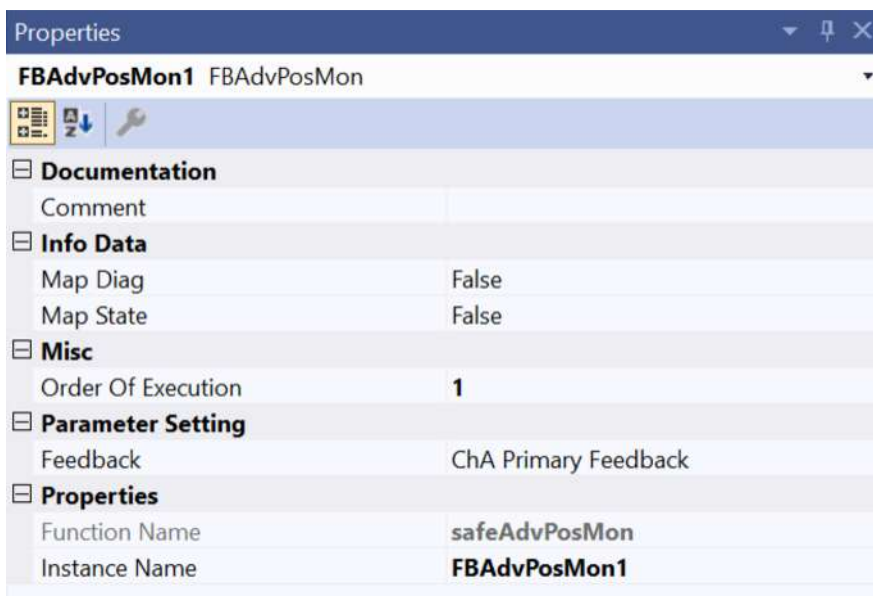 Properties
FBAdvPosMon1 FBAdvPosMon
Documentation
Comment
Info Data
Map Diag False
Map State False
Misc
Order Of Execution 1
Parameter Setting
Feedback ChA Primary Feedback
Properties
Function Name safeAdvPosMon
Instance Name FBAdvPosMon1